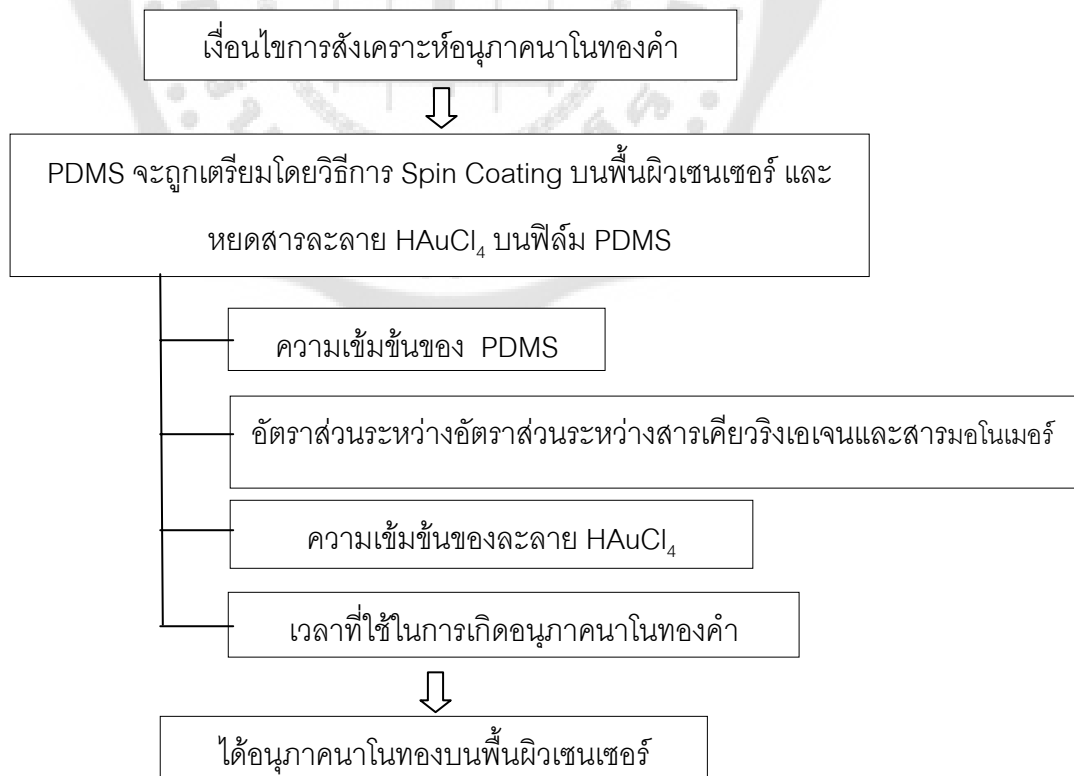 เงื่อนไขการสังเคราะห์อนุภาคนาโนทองคำ
PDMS จะถูกเตรียมโดยวิธีการ Spin Coating บนพื้นผิวเซนเซอร์ และ
หยดสารละลาย HAuCl₄ บนฟิล์ม PDMS
ความเข้มข้นของ PDMS
อัตราส่วนระหว่างอัตราส่วนระหว่างสารเคียวริงเอเจนและสารมอโนเมอร์
ความเข้มข้นของละลาย HAuCl₄
เวลาที่ใช้ในการเกิดอนุภาคนาโนทองคำ
ได้อนุภาคนาโนทองบนพื้นผิวเซนเซอร์